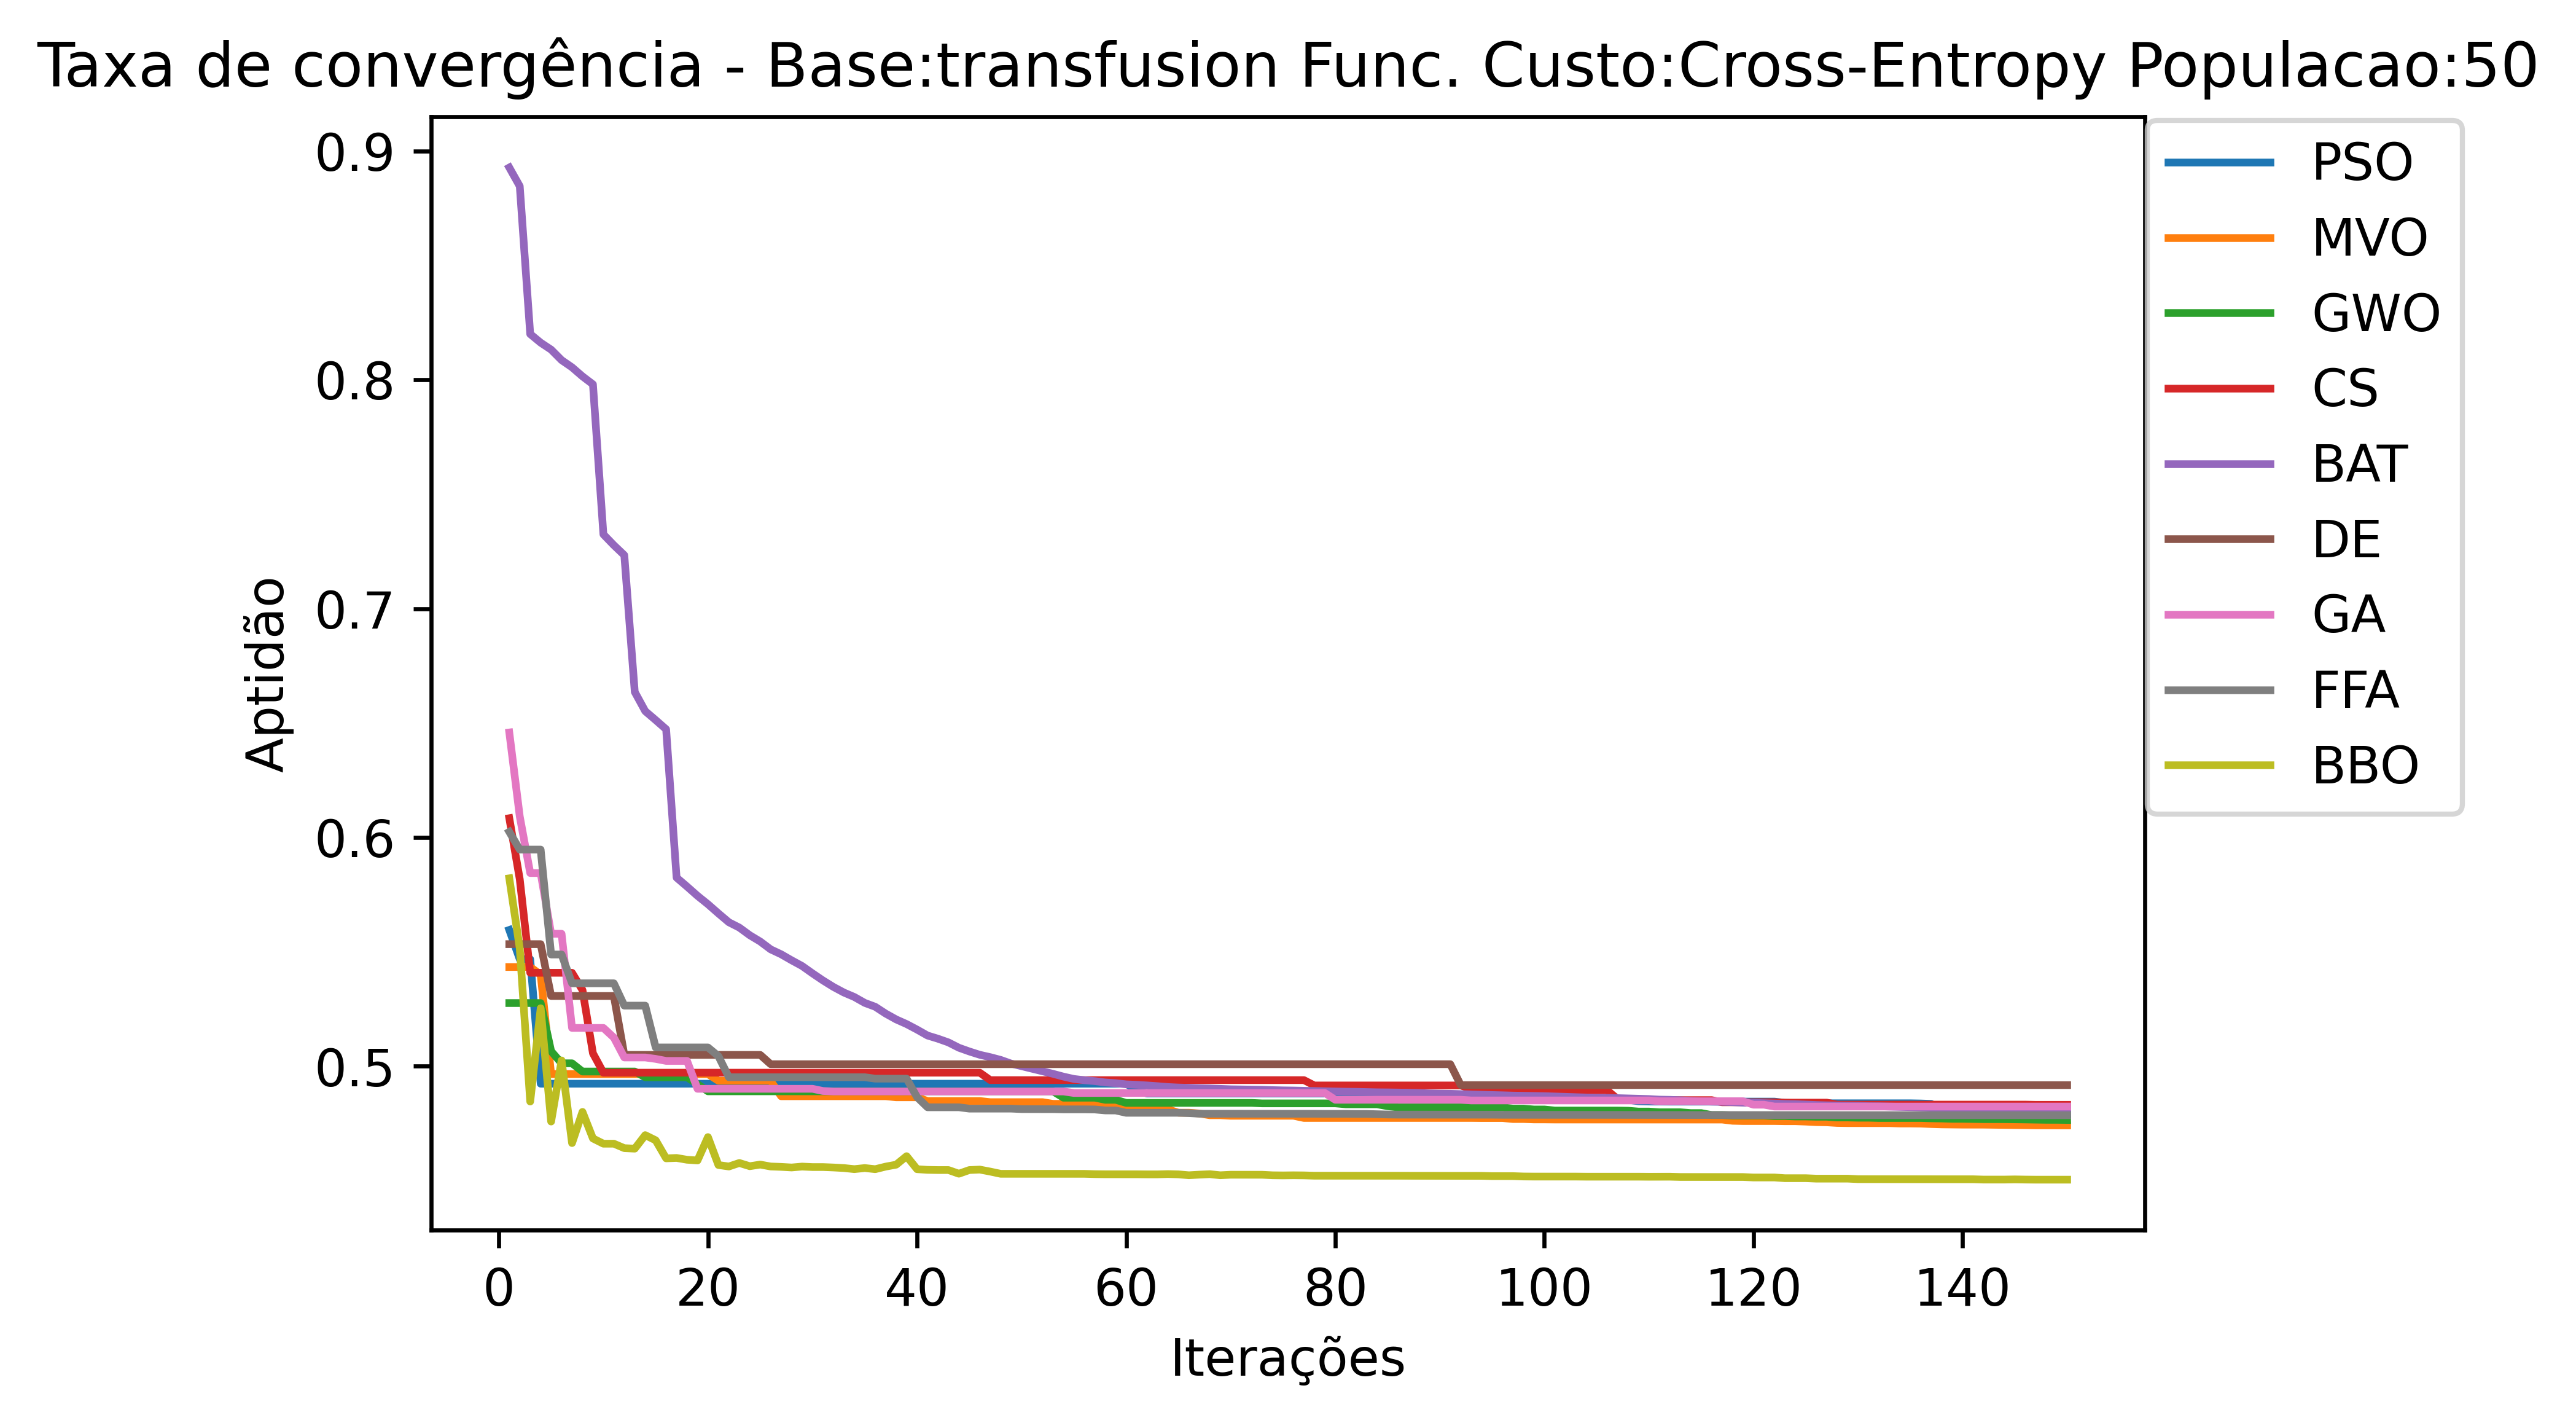 Taxa de convergência - Base:transfusion Func. Custo:Cross-Entropy Populacao:50
Aptidão
0.9
0.8
0.7
0.6
0.5
0
20
40
60
80
100
120
140
Iterações
PSO
MVO
GWO
CS
BAT
DE
GA
FFA
BBO